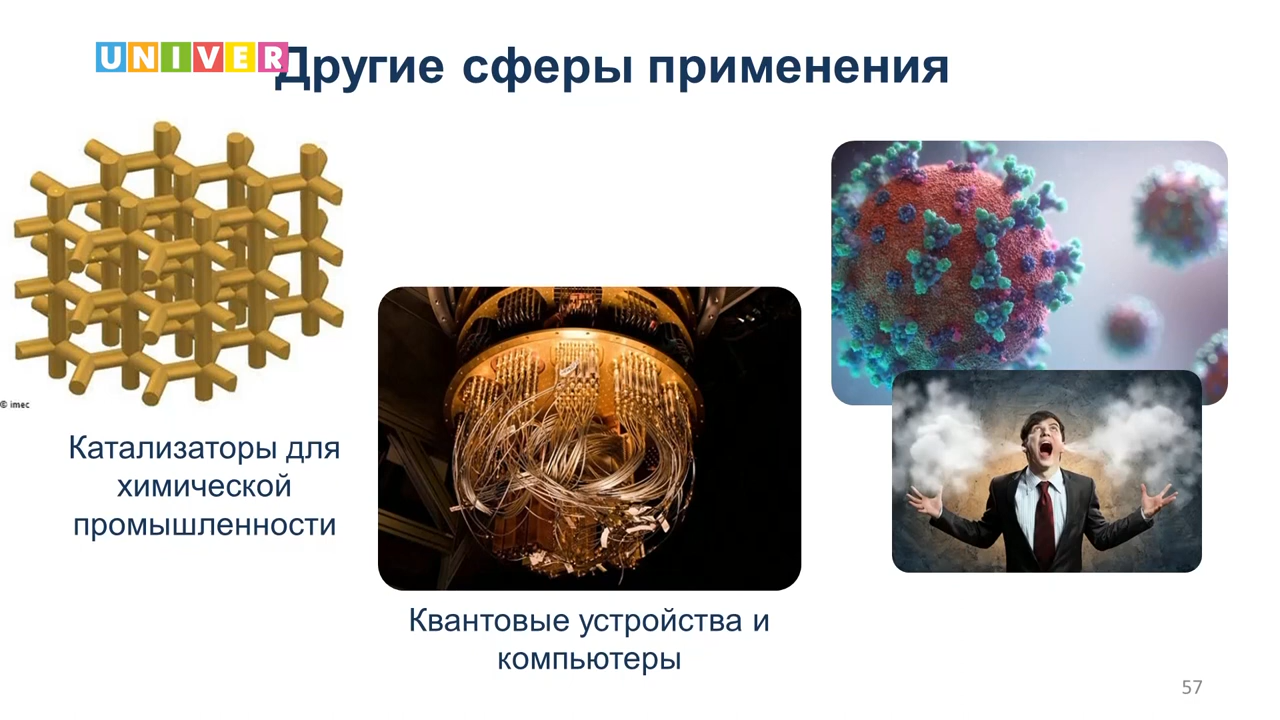 UNIVER
Другие сферы применения
© imec
Катализаторы для
химической
промышленности
Квантовые устройства и
компьютеры
57